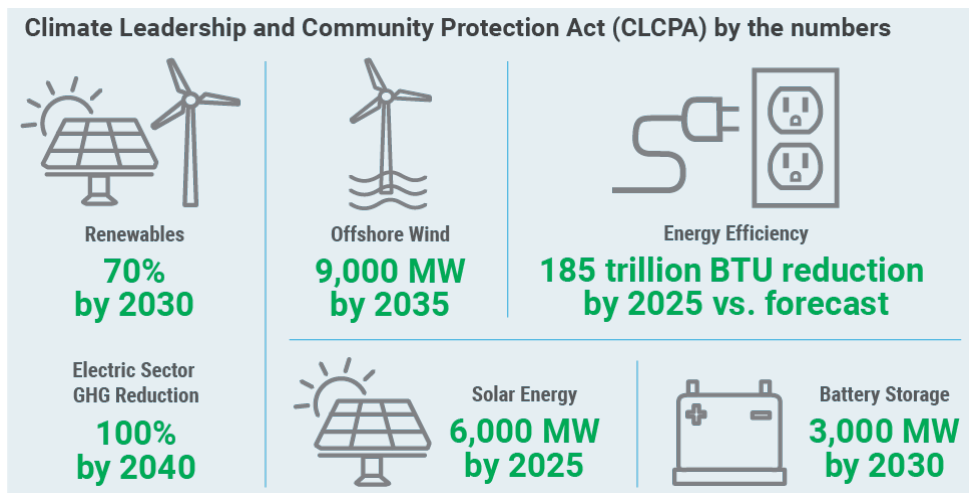 Climate Leadership and Community Protection Act (CLCPA) by the numbers
Renewables
70%
by 2030
Electric Sector
GHG Reduction
100%
by 2040
Offshore Wind
9,000 MW
by 2035
Energy Efficiency
185 trillion BTU reduction
by 2025 vs. forecast
Solar Energy
6,000 MW
by 2025
Battery Storage
3,000 MW
by 2030